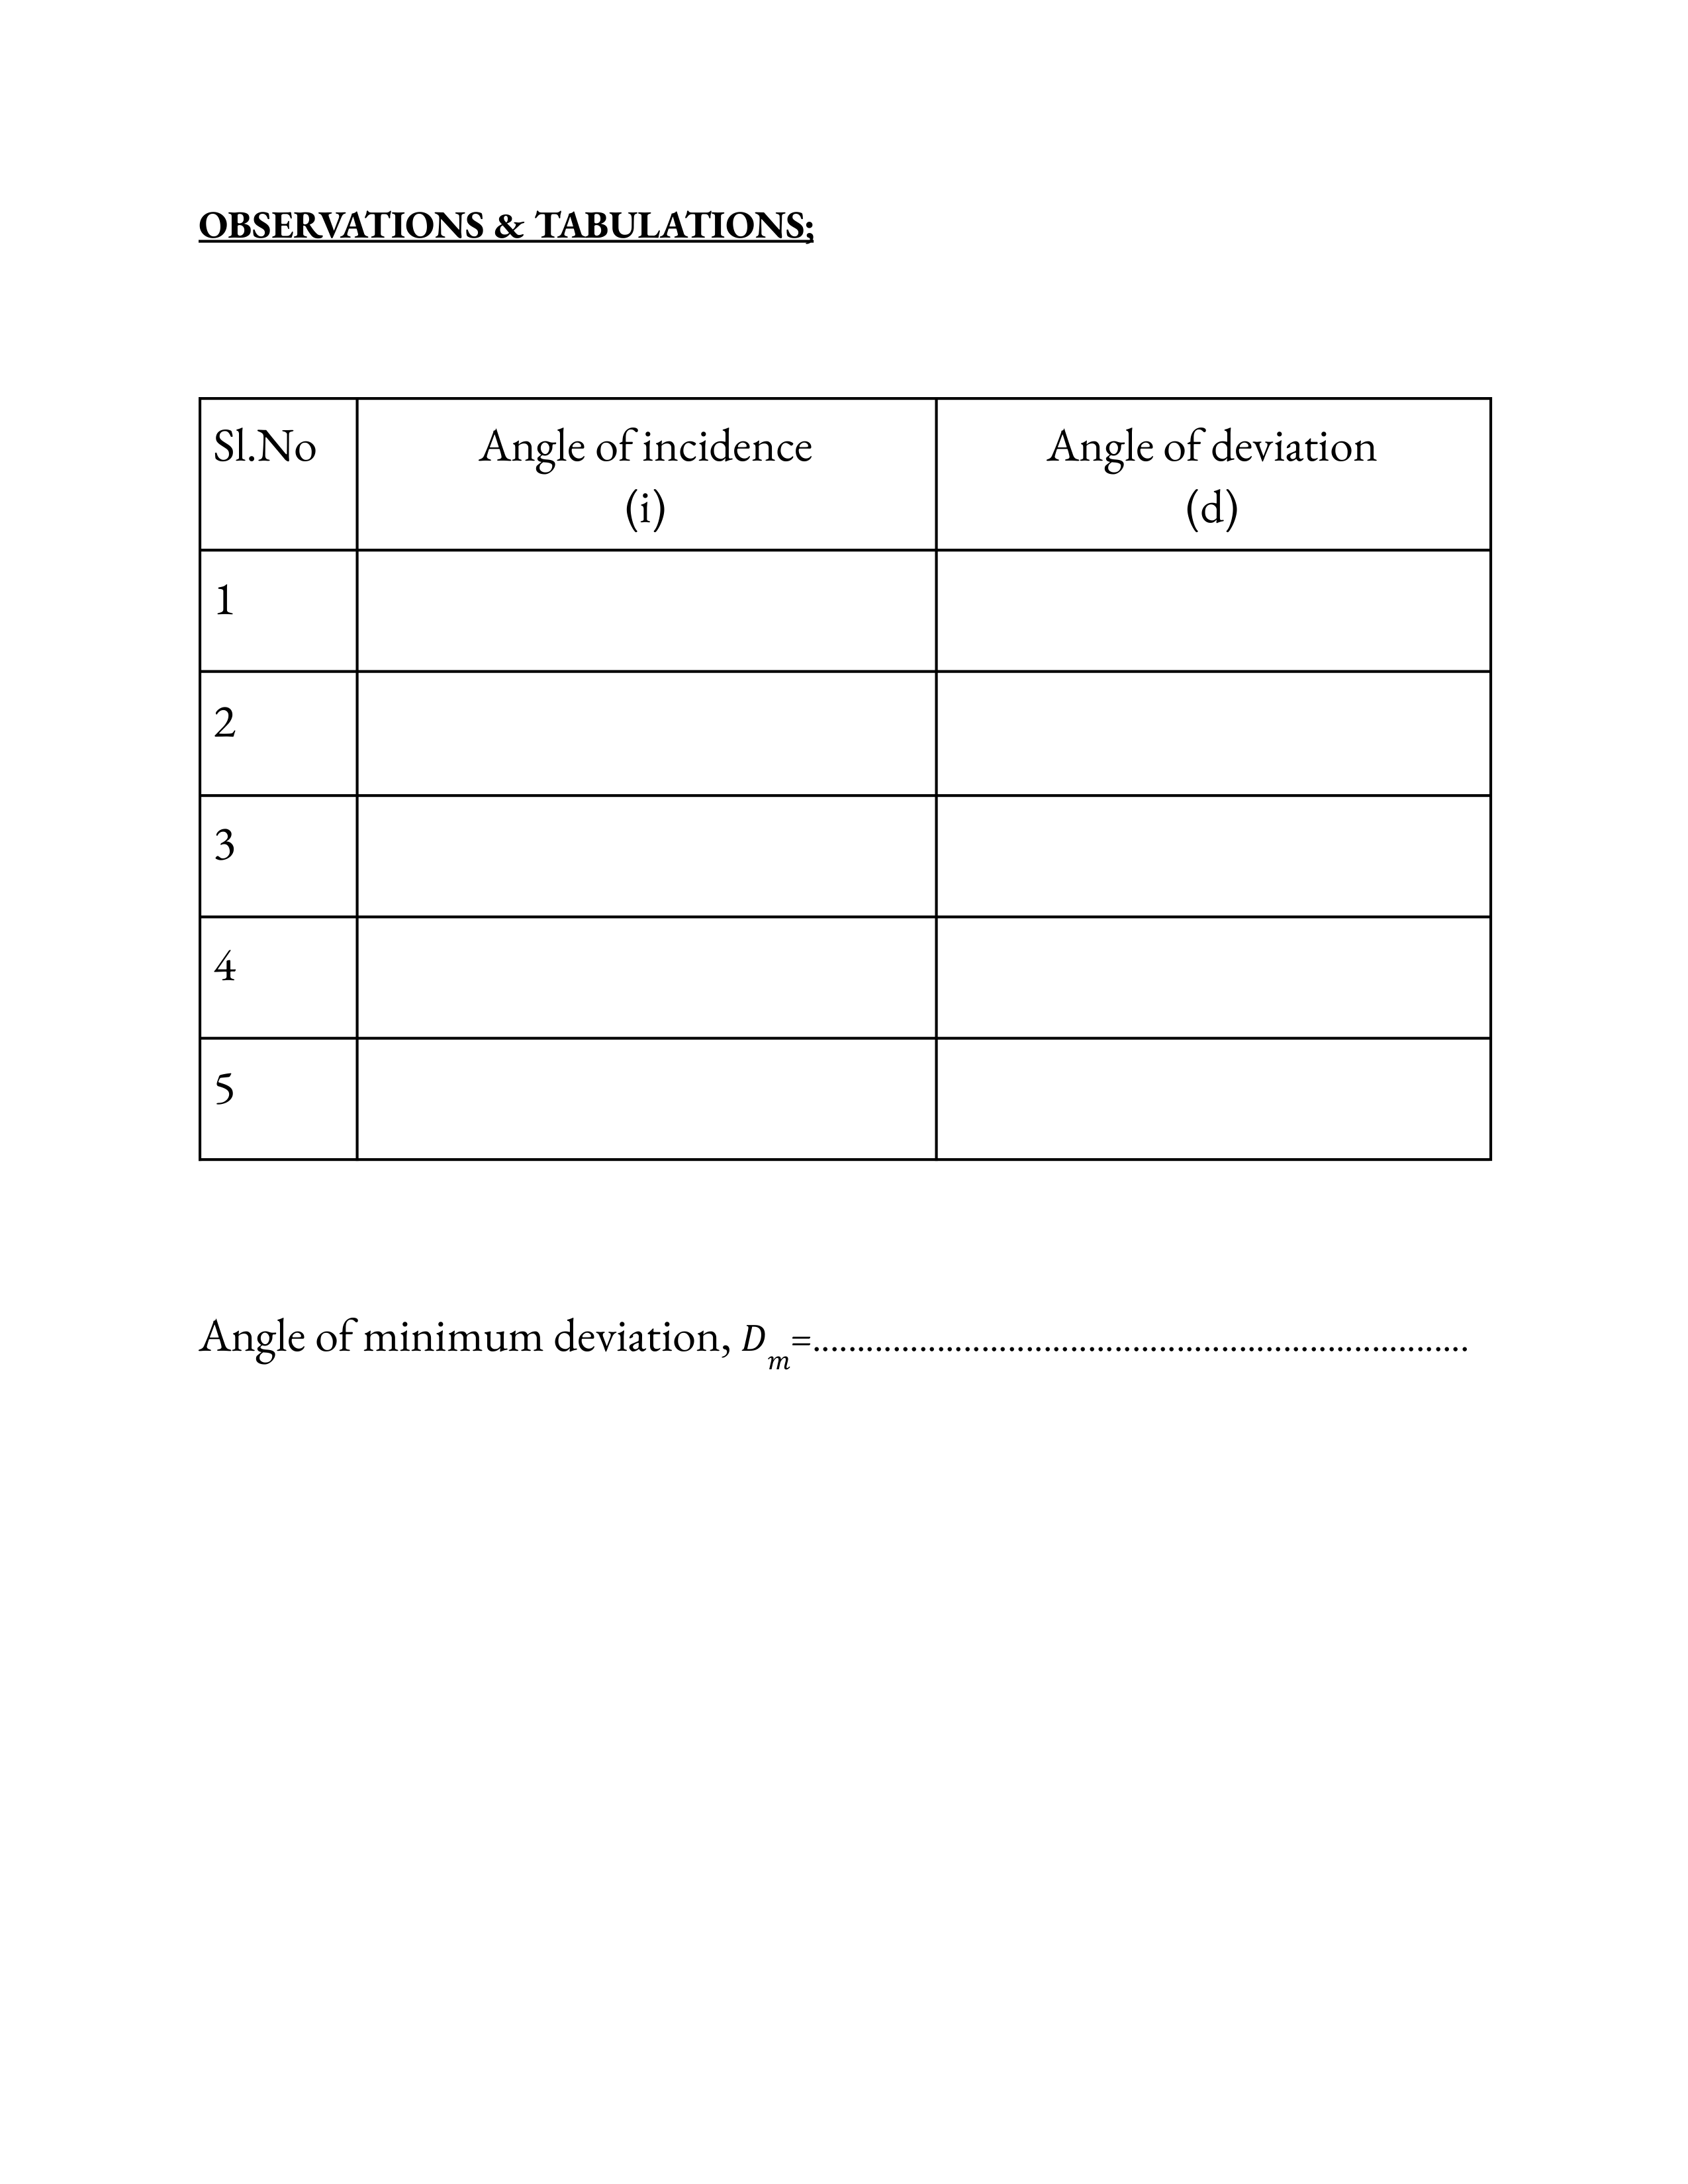 OBSERVATIONS & TABULATIONS;
Sl.No Angle of incidence Angle of deviation
(i) (d)
1
2
3
4
5
Angle of minimum deviation, D_m=..........................................................................